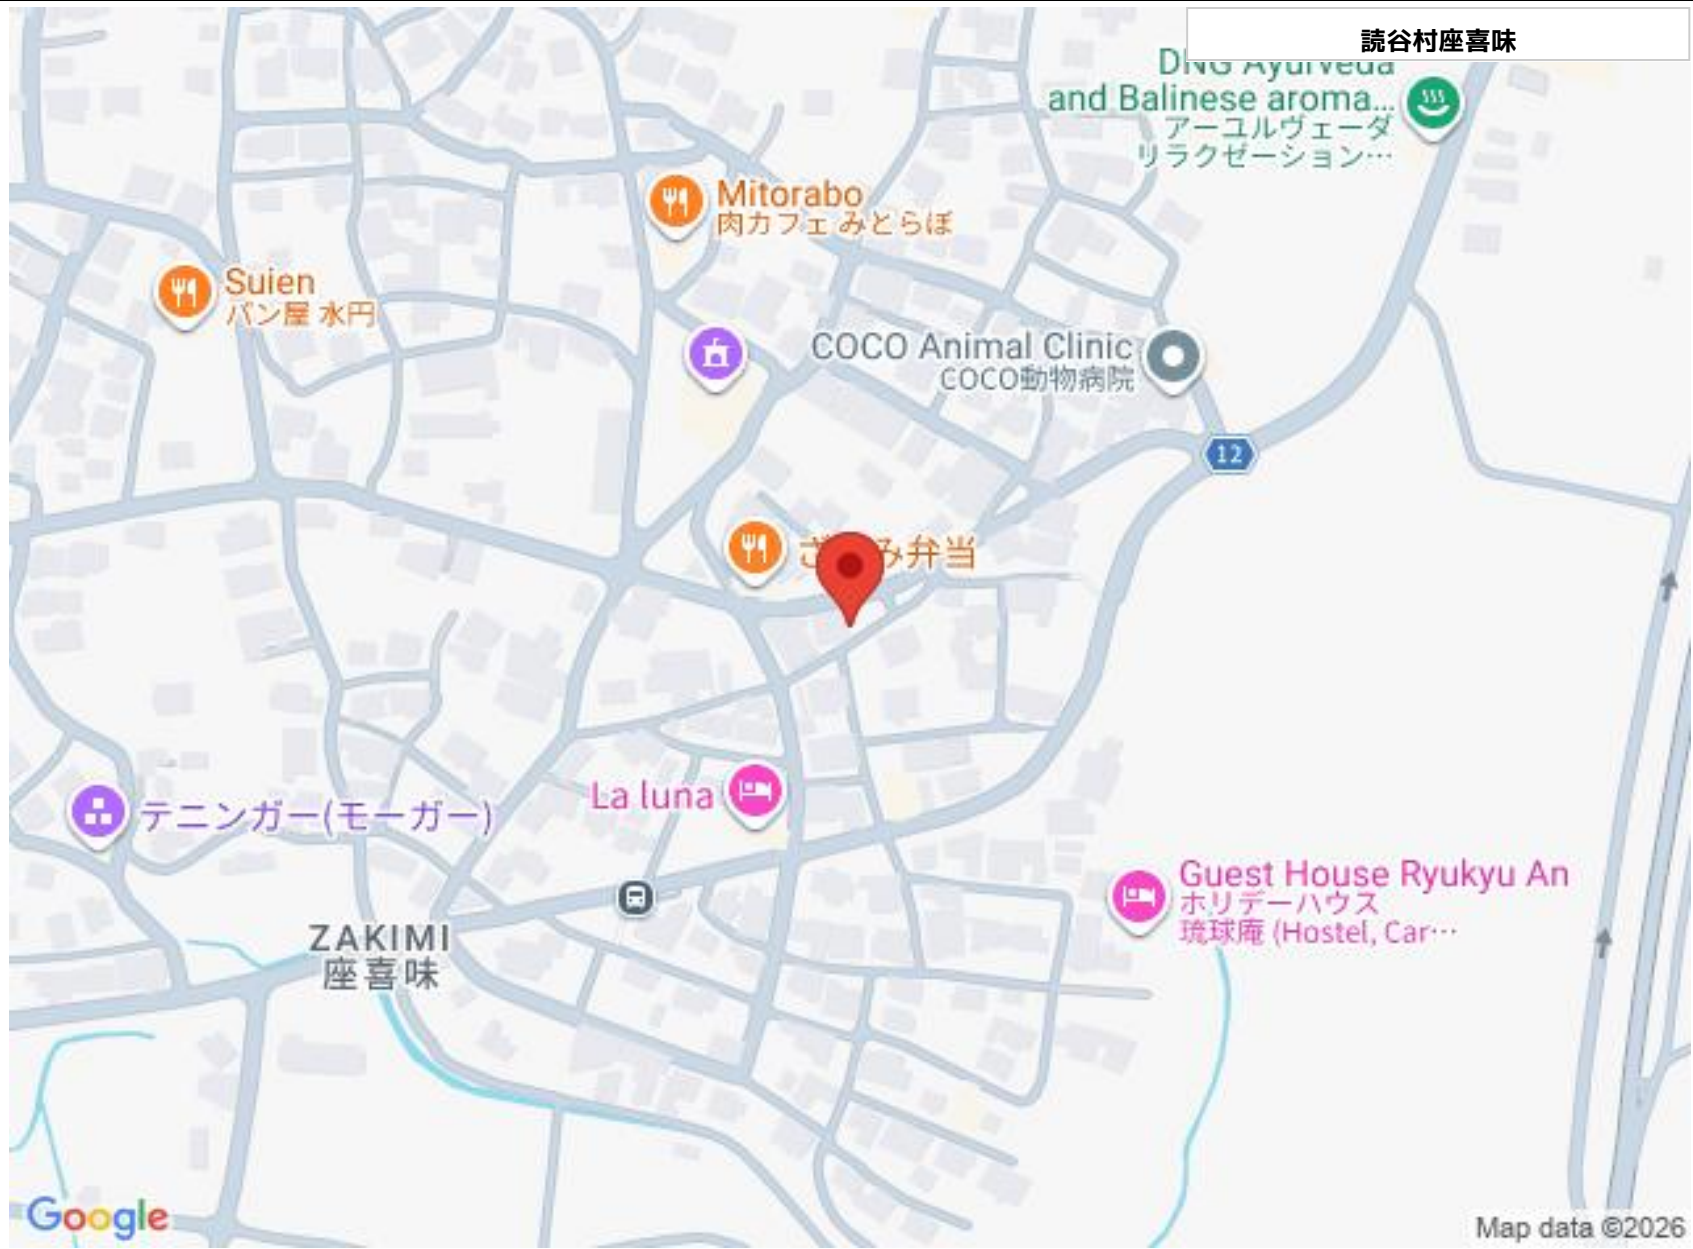 読谷村座喜味
DNG Ayurveda
and Balinese aroma...
アーユルヴェーダ
リラクゼーション…
Mitorabo
肉カフェ みとらぼ
Suien
パン屋 水円
COCO Animal Clinic
COCO動物病院
12
み弁当
La luna
テニンガー(モーガー)
Guest House Ryukyu An
ホリデーハウス
琉球庵 (Hostel, Car…
ZAKIMI
座喜味
Google
Map data ©2026